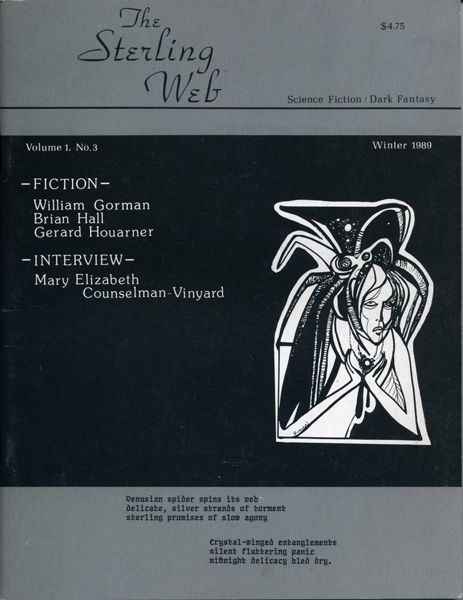 The
Sterling
Web
$4.75
Science Fiction / Dark Fantasy
Volume 1, No.3
Winter 1989
-FICTION-
William Gorman
Brian Hall
Gerard Houarner
-INTERVIEW-
Mary Elizabeth
Counselman-Vinyard
Venusian spider spins its web
delicate, silver strands of torment
sterling promises of slow agony
Crystal-winged entanglements
silent fluttering panic
midnight delicacy bled dry.